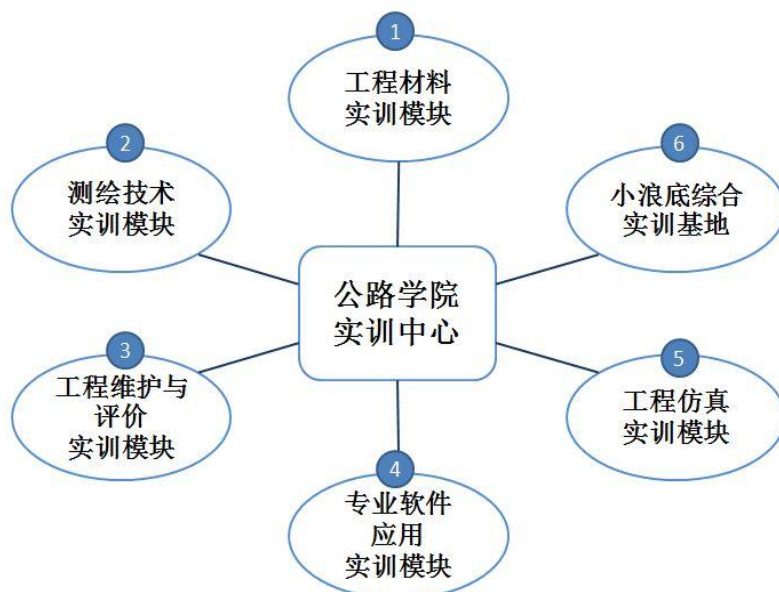 1
工程材料
实训模块
2
测绘技术
实训模块
6
小浪底综合
实训基地
公路学院
实训中心
3
工程维护与
评价
实训模块
5
工程仿真
实训模块
4
专业软件
应用
实训模块